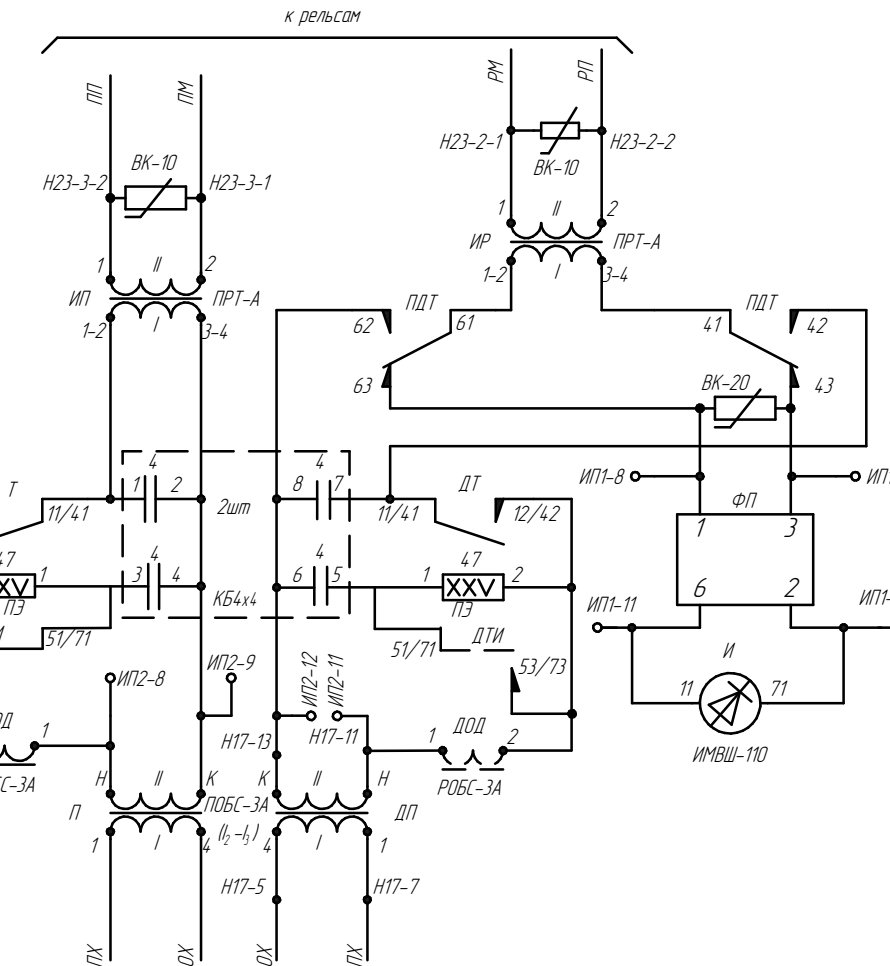 к рельсам
ПП
ПМ
РМ
РП
Н23-2-1
Н23-2-2
ВК-10
ВК-10
Н23-3-2
Н23-3-1
1
II
2
ИР
ПРТ-А
1-2
I
3-4
1
II
2
ИП
ПРТ-А
1-2
I
3-4
ПДТ
62
61
63
ПДТ
41
42
43
ВК-20
4
1
2
2шт
4
8
7
Т
11/41
11/41
ДТ
12/42
ИП1-8
ФП
1
3
6
2
47
1
ПЭ
4
3
4
КБ4х4
4
6
5
1
47
2
ПЭ
51/71
51/71
ДТИ
53/73
ИП1-11
И
11
71
ИМВШ-110
ИП2-8
ИП2-9
ИП2-12
ИП2-11
1
Н17-13
Н17-11
1
ДОД
2
РОБС-3А
Н
II
К
ПОБС-3А
К
II
Н
П
(I2-I3)
ДП
1
I
4
4
I
1
Н17-5
Н17-7
ПХ
ОХ
ОХ
ПХ